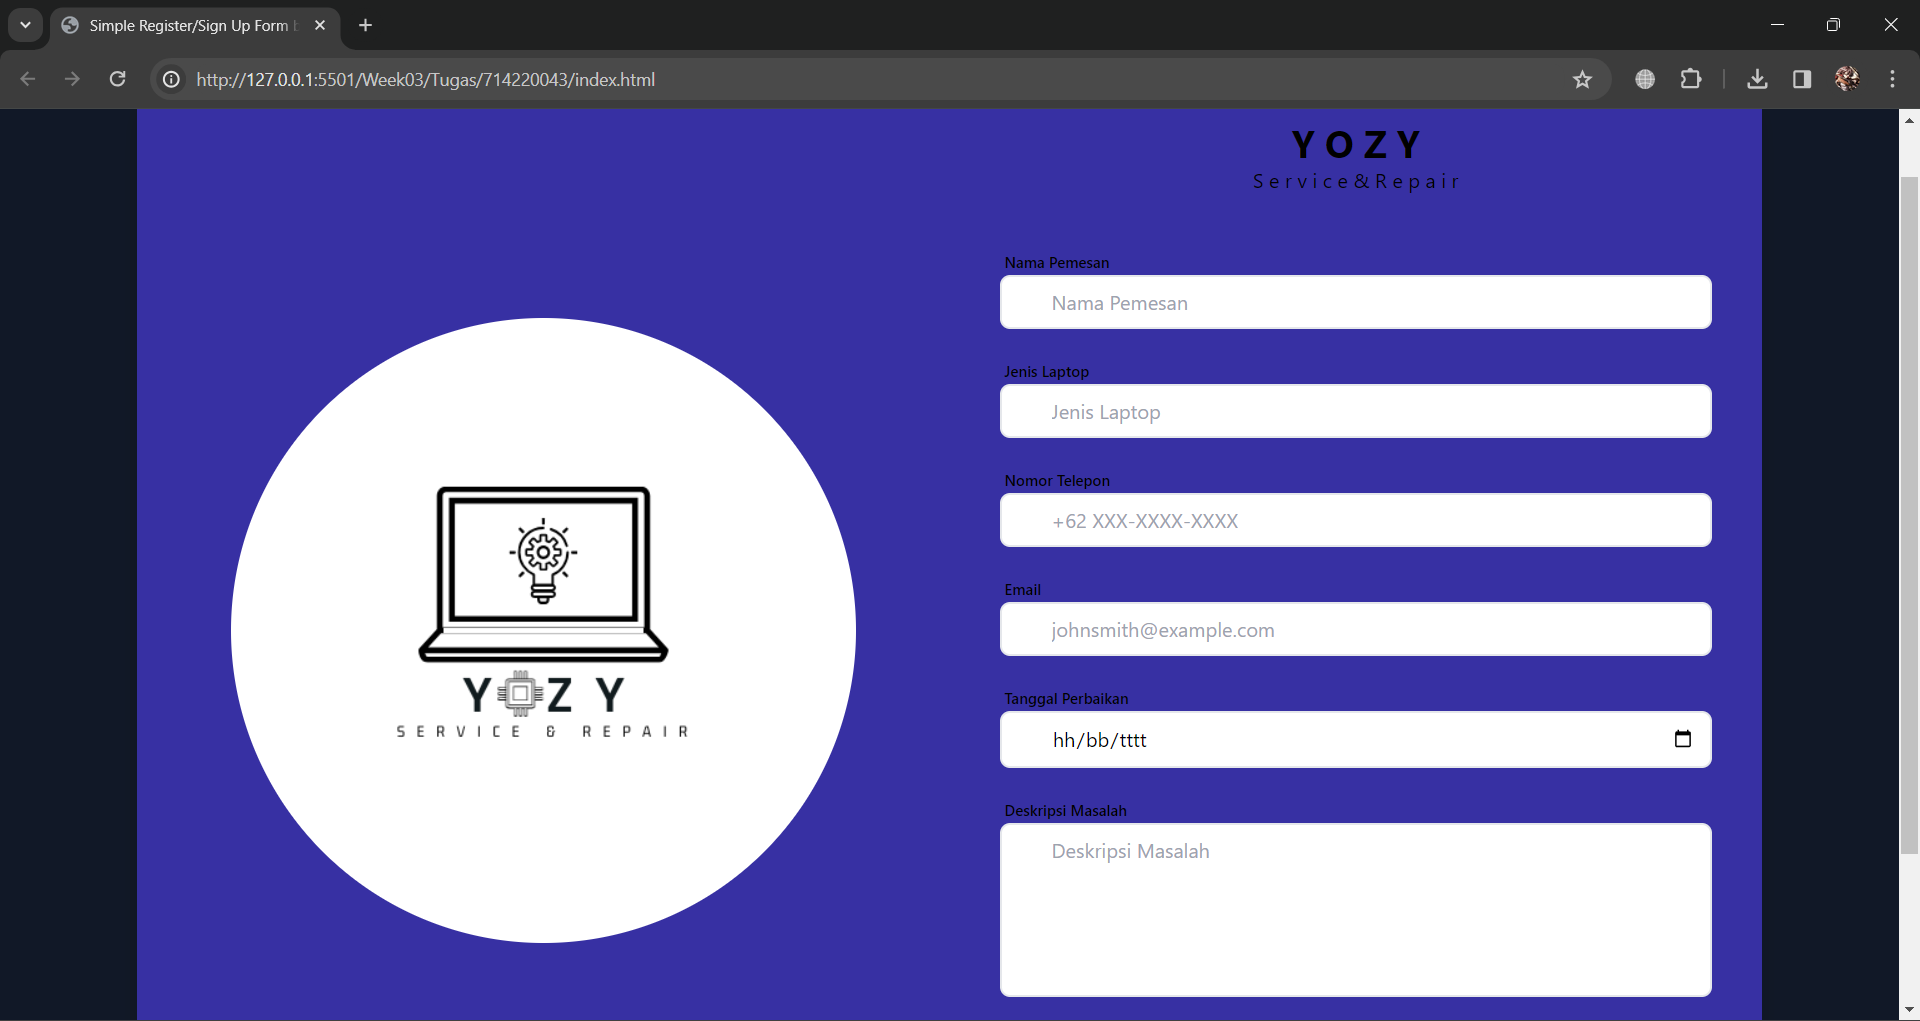 Simple Register/Sign Up Form
http://127.0.0.1:5501/Week03/Tugas/714220043/index.html
YOZY
Service&Repair
Nama Pemesan
Nama Pemesan
Jenis Laptop
Jenis Laptop
Nomor Telepon
+62 XXX-XXXX-XXXX
Email
johnsmith@example.com
Tanggal Perbaikan
hh/bb/tttt
Deskripsi Masalah
Deskripsi Masalah
YOZY
SERVICE & REPAIR